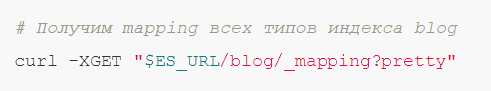 # Получим mapping всех типов индекса blog
curl -XGET "$ES_URL/blog/_mapping?pretty"